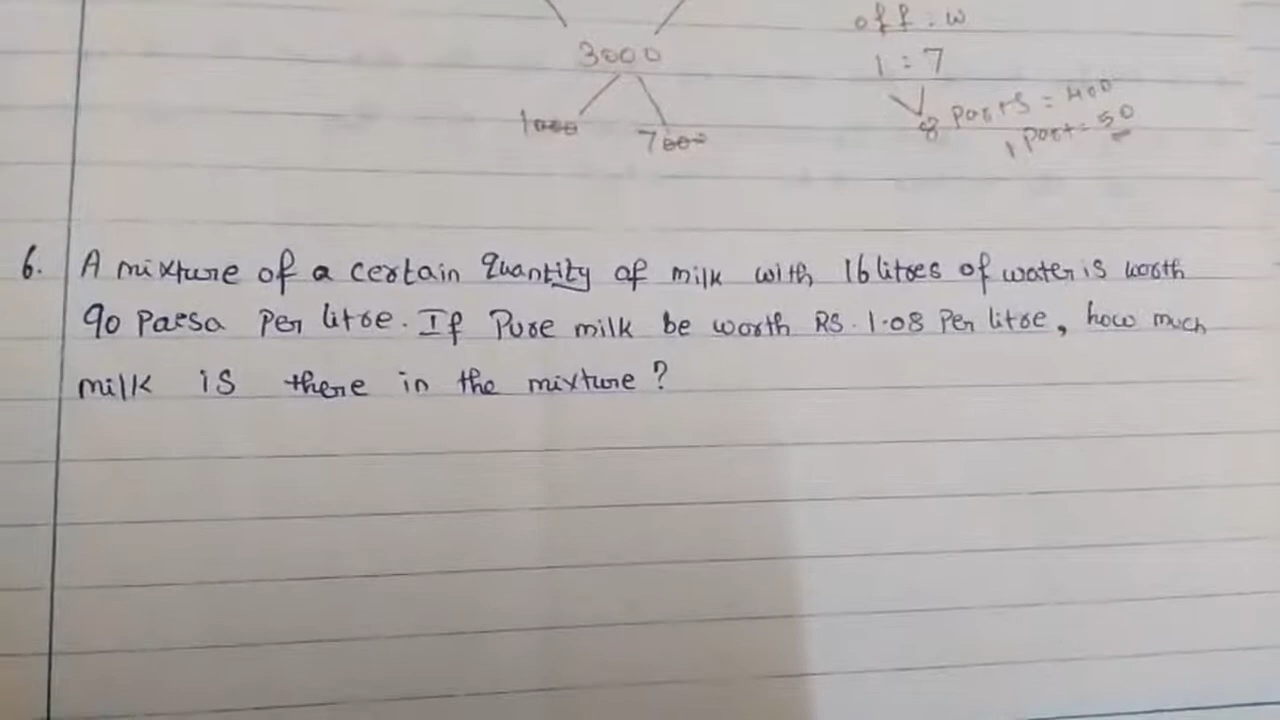 off : w
3000
1 : 7
8 parts = 400
1 part = 50
1000 7000
6. A mixture of a certain quantity of milk with 16 litres of water is worth
90 Paesa Per litre. If Pure milk be worth RS. 1.08 Per litre, how much
milk is there in the mixture?